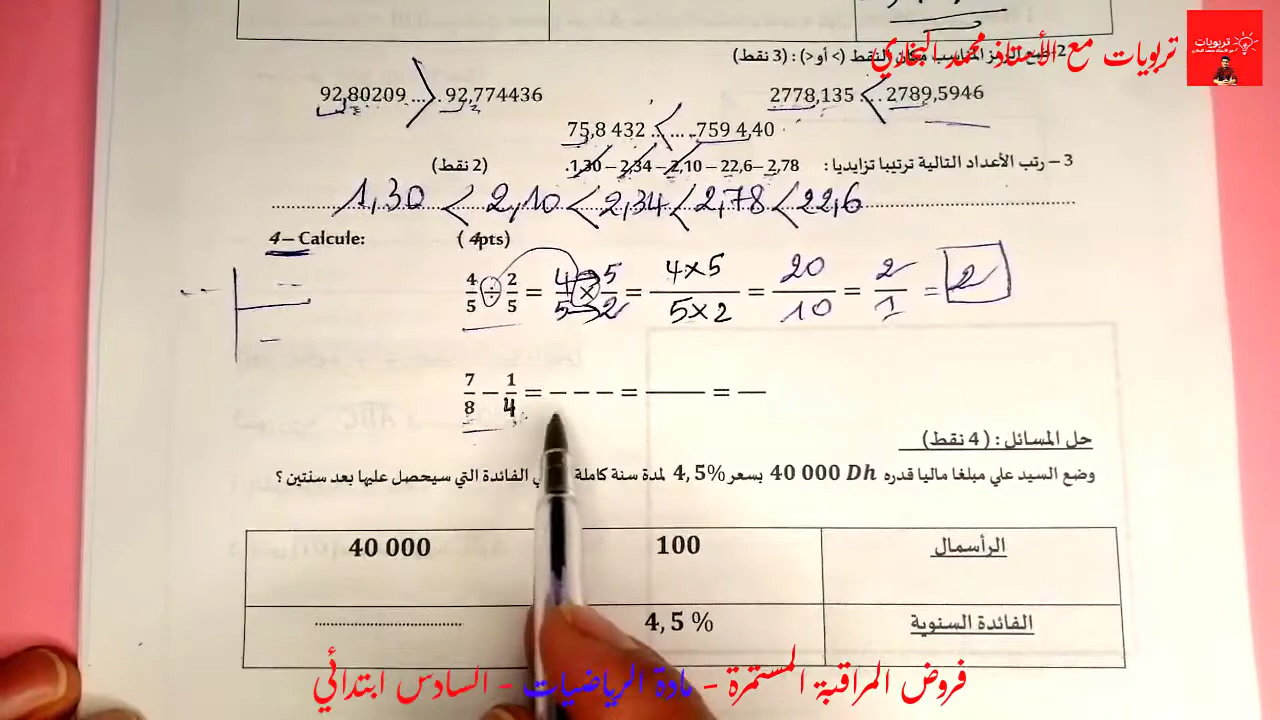 تربويات مع الأستاذ محمد البخاري
تربويات
2-ضع الرمز المناسب مكان النقط (> أو<) : (3 نقط)
92,80209 ... > . 92,774436
2778,135 .... < 2789,5946
75,8 432 ... < ... ..759 4,40
3 – رتب الأعداد التالية ترتيبا تزايديا : 2,78 –22,6 –2,10 –2,34 –1,30. (2 نقط)
1,30 < 2,10 < 2,34 < 2,78 < 22,6
4– Calcule: ( 4pts)
4/5 ÷ 2/5 = 4/5 × 5/2 = 4×5/5×2 = 20/10 = 2/1 = 2
7/8 – 1/4 = – – – = —— = —
حل المسائل : ( 4 نقط)
وضع السيد علي مبلغا ماليا قدره 40 000 Dh بسعر 4,5% لمدة سنة كاملة الفائدة التي سيحصل عليها بعد سنتين ؟
الرأسمال 100 40 000
الفائدة السنوية 4,5 % ........................
فروض المراقبة المستمرة - مادة الرياضيات - السادس ابتدائي